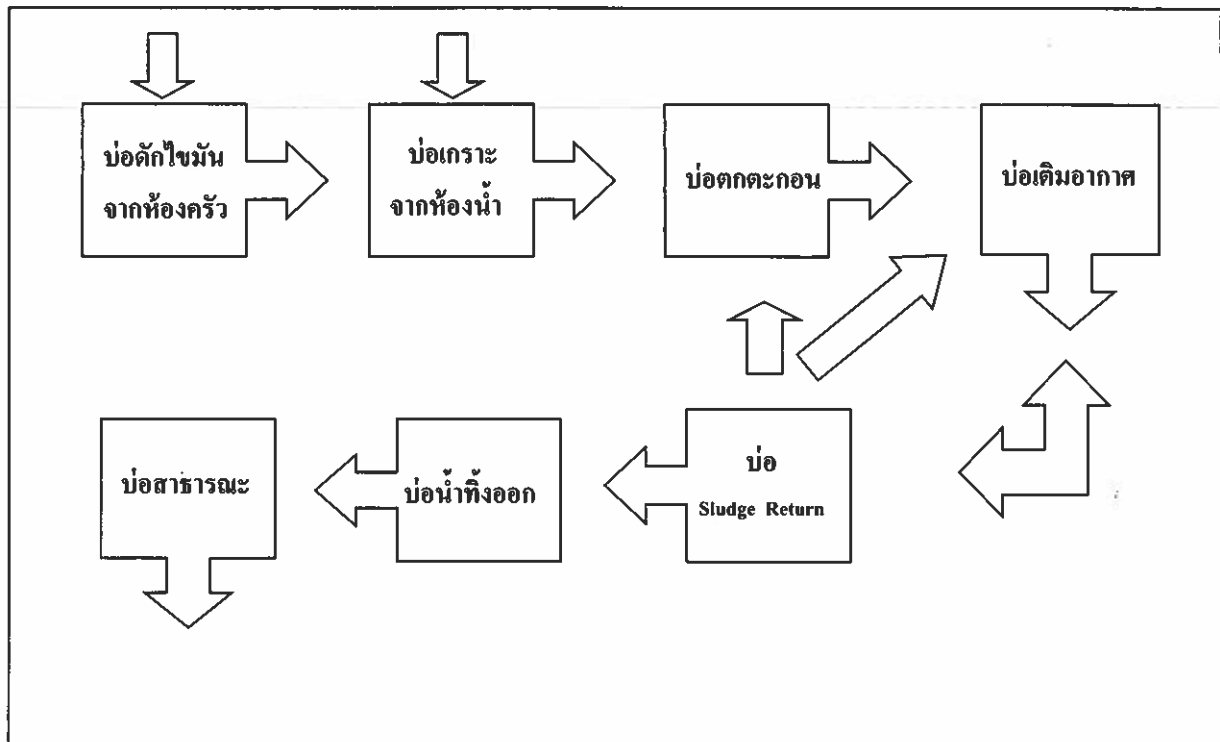 บ่อดักไขมัน
จากห้องครัว
บ่อเกราะ
จากห้องน้ำ
บ่อตกตะกอน
บ่อเติมอากาศ
บ่อสาธารณะ
บ่อน้ำทิ้งออก
บ่อ
Sludge Return